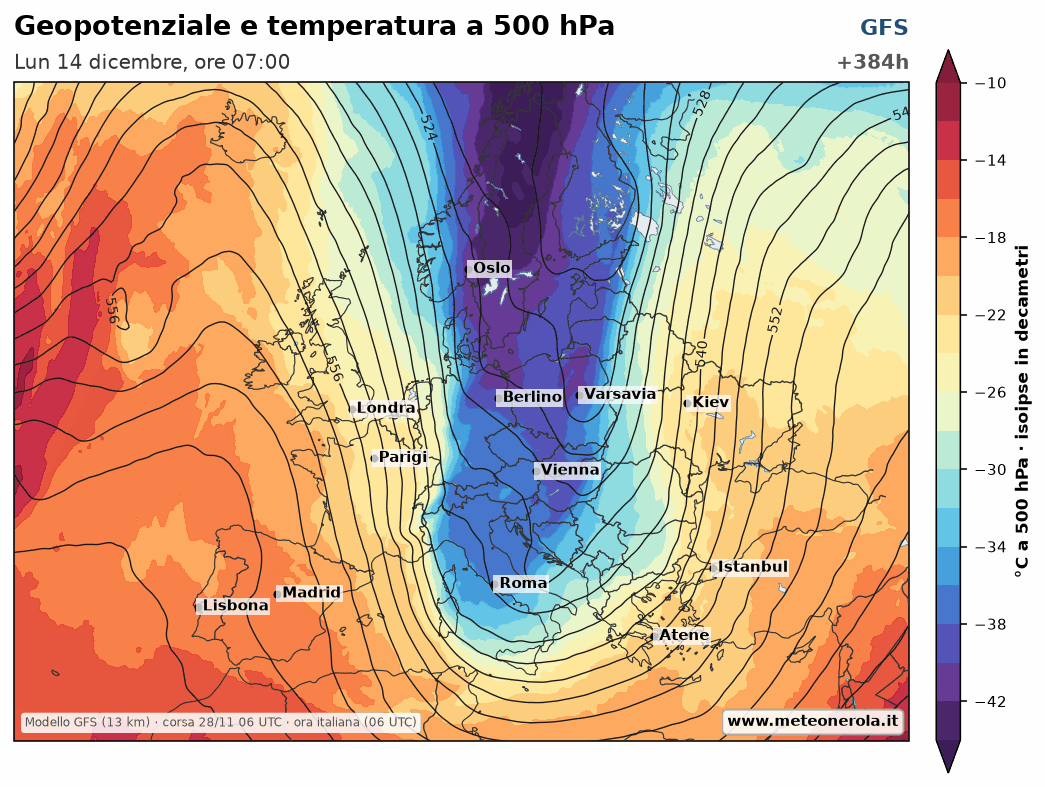 Geopotenziale e temperatura a 500 hPa
GFS
Lun 14 dicembre, ore 07:00
+384h
528
54
524
556
552
540
556
Oslo
Berlino
Varsavia
Kiev
Londra
Parigi
Vienna
Istanbul
Roma
Madrid
Lisbona
Atene
Modello GFS (13 km) · corsa 28/11 06 UTC · ora italiana (06 UTC)
www.meteonerola.it
−10
−14
−18
−22
−26
−30
−34
−38
−42
°C a 500 hPa · isoipse in decametri